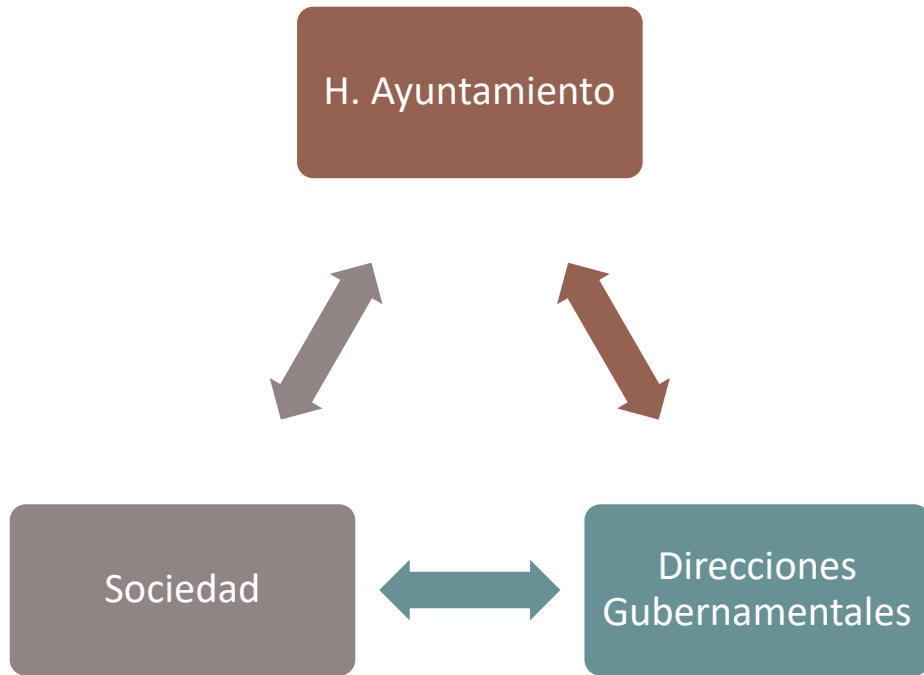 H. Ayuntamiento
Sociedad
Direcciones
Gubernamentales